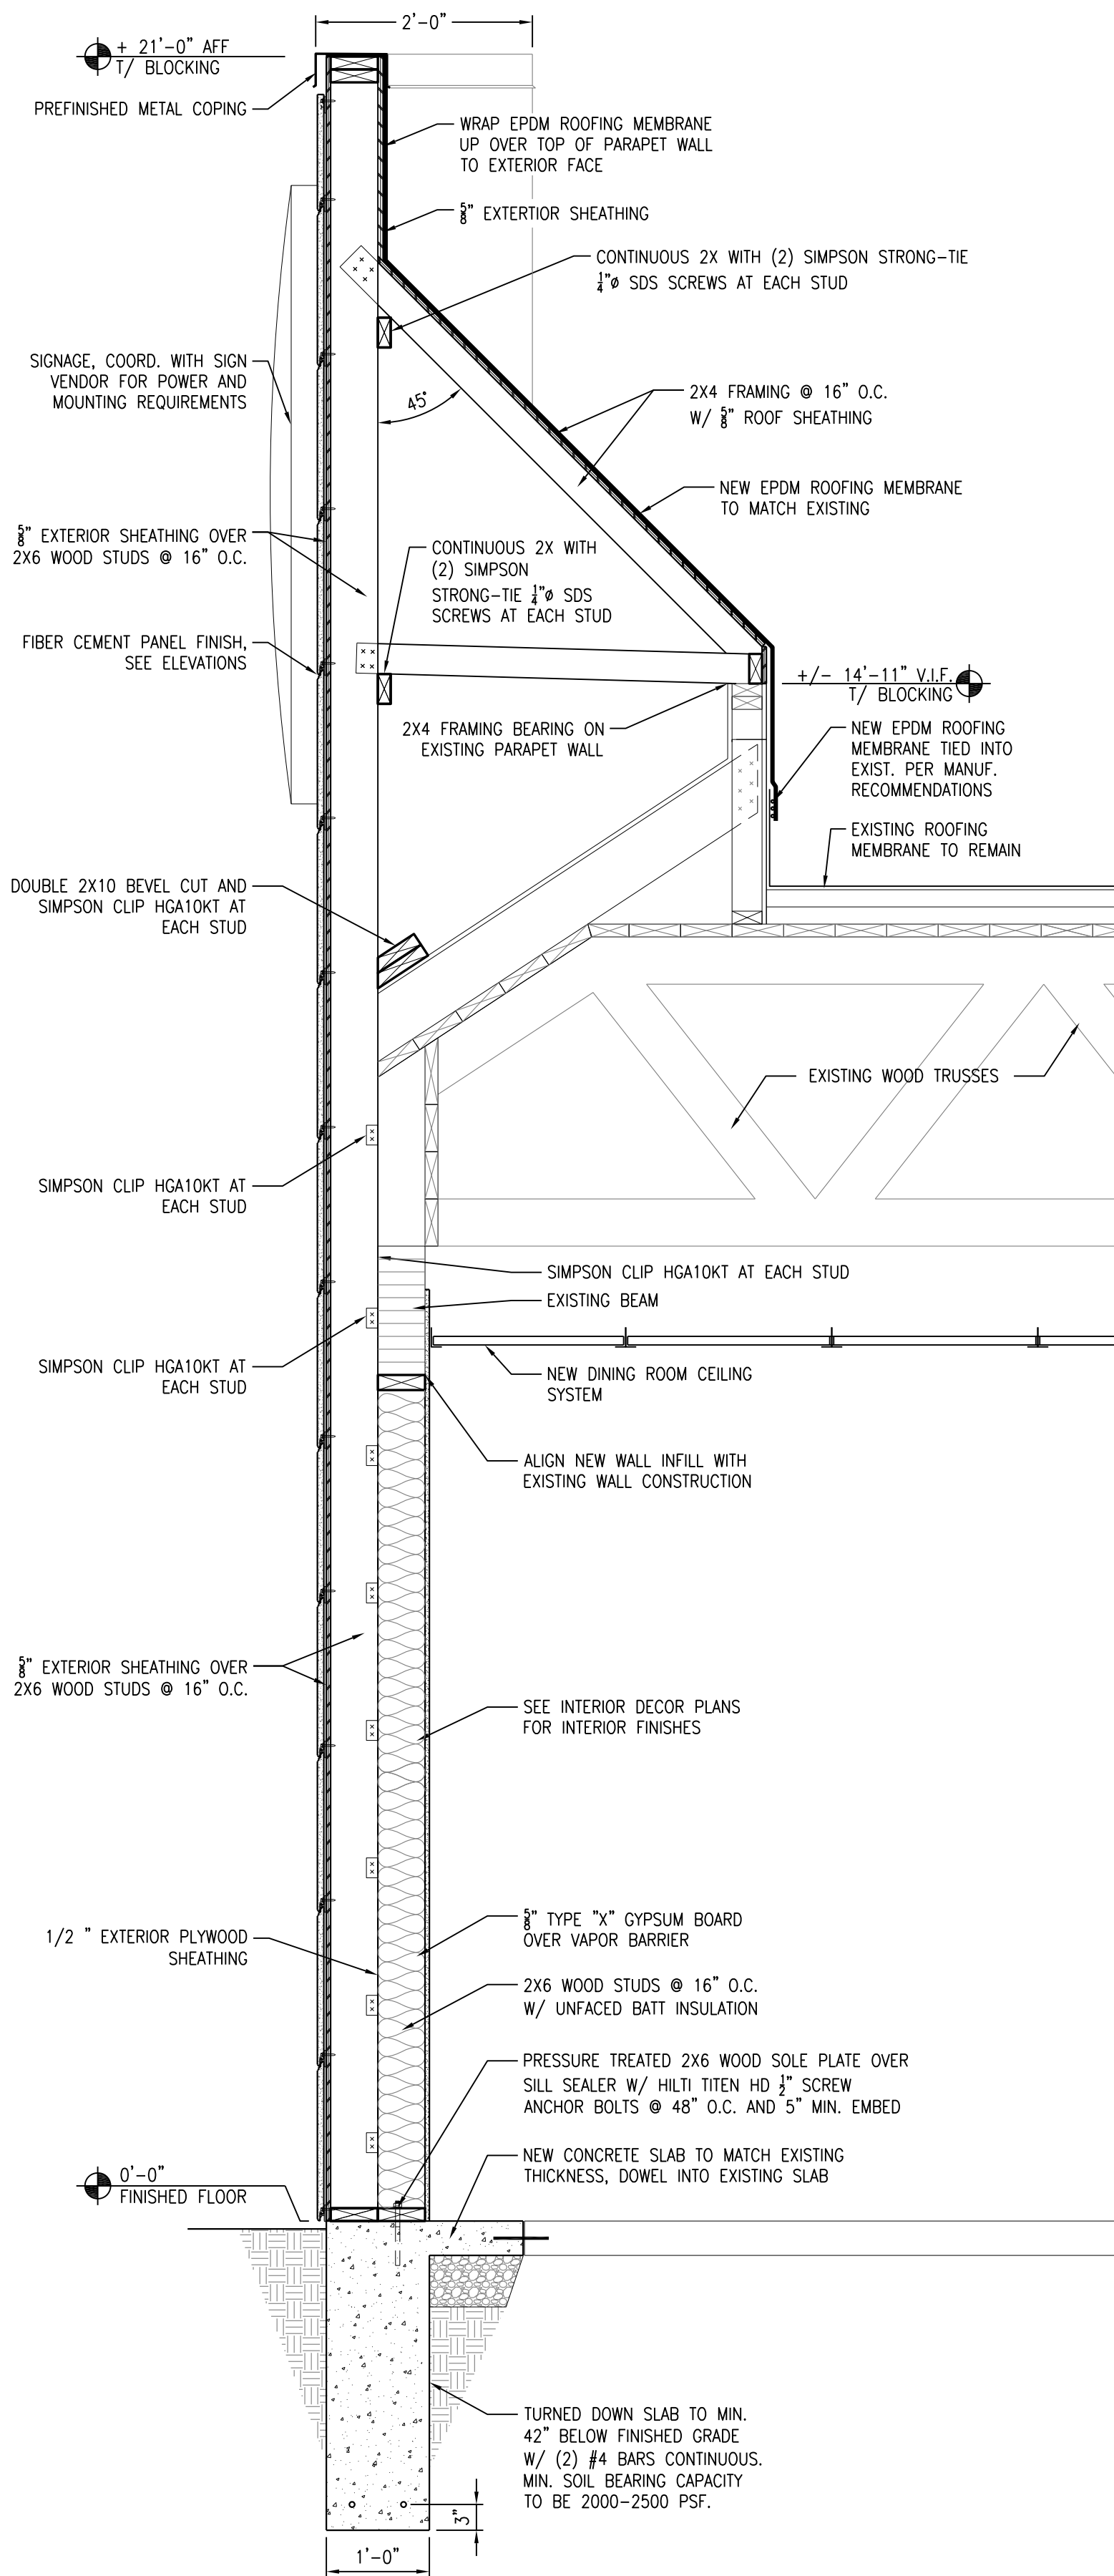 2'-0"
+ 21'-0" AFF
T/ BLOCKING
PREFINISHED METAL COPING
WRAP EPDM ROOFING MEMBRANE
UP OVER TOP OF PARAPET WALL
TO EXTERIOR FACE
5/8" EXTERTIOR SHEATHING
CONTINUOUS 2X WITH (2) SIMPSON STRONG-TIE
1/4"ø SDS SCREWS AT EACH STUD
SIGNAGE, COORD. WITH SIGN
VENDOR FOR POWER AND
MOUNTING REQUIREMENTS
45°
2X4 FRAMING @ 16" O.C.
W/ 5/8" ROOF SHEATHING
NEW EPDM ROOFING MEMBRANE
TO MATCH EXISTING
5/8" EXTERIOR SHEATHING OVER
2X6 WOOD STUDS @ 16" O.C.
CONTINUOUS 2X WITH
(2) SIMPSON
STRONG-TIE 1/4"ø SDS
SCREWS AT EACH STUD
FIBER CEMENT PANEL FINISH,
SEE ELEVATIONS
+/- 14'-11" V.I.F.
T/ BLOCKING
2X4 FRAMING BEARING ON
EXISTING PARAPET WALL
NEW EPDM ROOFING
MEMBRANE TIED INTO
EXIST. PER MANUF.
RECOMMENDATIONS
EXISTING ROOFING
MEMBRANE TO REMAIN
DOUBLE 2X10 BEVEL CUT AND
SIMPSON CLIP HGA10KT AT
EACH STUD
EXISTING WOOD TRUSSES
SIMPSON CLIP HGA10KT AT
EACH STUD
SIMPSON CLIP HGA10KT AT EACH STUD
EXISTING BEAM
SIMPSON CLIP HGA10KT AT
EACH STUD
NEW DINING ROOM CEILING
SYSTEM
ALIGN NEW WALL INFILL WITH
EXISTING WALL CONSTRUCTION
5/8" EXTERIOR SHEATHING OVER
2X6 WOOD STUDS @ 16" O.C.
SEE INTERIOR DECOR PLANS
FOR INTERIOR FINISHES
1/2 " EXTERIOR PLYWOOD
SHEATHING
5/8" TYPE "X" GYPSUM BOARD
OVER VAPOR BARRIER
2X6 WOOD STUDS @ 16" O.C.
W/ UNFACED BATT INSULATION
PRESSURE TREATED 2X6 WOOD SOLE PLATE OVER
SILL SEALER W/ HILTI TITEN HD 1/2" SCREW
ANCHOR BOLTS @ 48" O.C. AND 5" MIN. EMBED
NEW CONCRETE SLAB TO MATCH EXISTING
THICKNESS, DOWEL INTO EXISTING SLAB
0'-0"
FINISHED FLOOR
TURNED DOWN SLAB TO MIN.
42" BELOW FINISHED GRADE
W/ (2) #4 BARS CONTINUOUS.
MIN. SOIL BEARING CAPACITY
TO BE 2000-2500 PSF.
3"
1'-0"